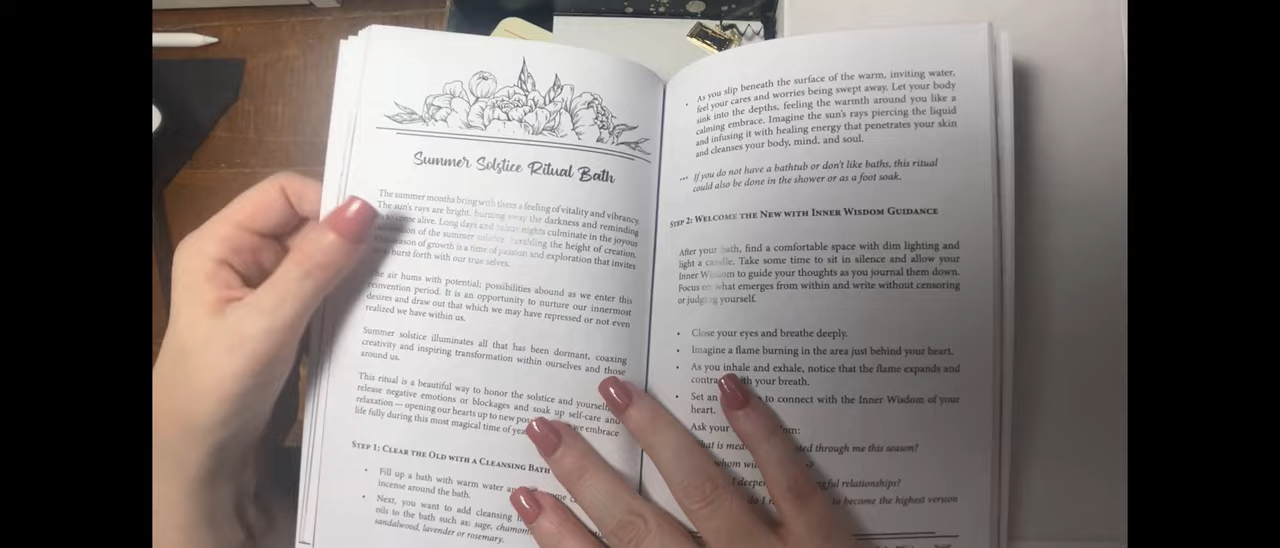 Summer Solstice Ritual Bath
The summer months bring with them a feeling of vitality and vibrancy.
The sun's rays are bright, burning away the darkness and reminding
come alive. Long days and nights culminate in the joyous
of the summer solstice, heralding the height of creation.
season of growth is a time of passion and exploration that invites
burst forth with our true selves.
air hums with potential; possibilities abound as we enter this
reinvention period. It is an opportunity to nurture our innermost
desires and draw out that which we may have repressed or not even
realized we have within us.
Summer solstice illuminates all that has been dormant, coaxing
creativity and inspiring transformation within ourselves and those
around us.
This ritual is a beautiful way to honor the solstice and yourself,
release negative emotions or blockages and soak up self-care and
relaxation — opening our hearts up to new we embrace
life fully during this most magical time of
STEP 1: CLEAR THE OLD WITH A CLEANSING BATH
• Fill up a bath with warm water
incense around the bath.
• Next, you want to add cleansing
oils to the bath such as: sage,
sandalwood, lavender or rosemary.
• As you slip beneath the surface of the warm, inviting water,
feel your cares and worries being swept away. Let your body
sink into the depths, feeling the warmth around you like a
calming embrace. Imagine the sun's rays piercing the liquid
and infusing it with healing energy that penetrates your skin
and cleanses your body, mind, and soul.
*** If you do not have a bathtub or don't like baths, this ritual
could also be done in the shower or as a foot soak.
STEP 2: WELCOME THE NEW WITH INNER WISDOM GUIDANCE
After your bath, find a comfortable space with dim lighting and
light a candle. Take some time to sit in silence and allow your
Inner Wisdom to guide your thoughts as you journal them down.
Focus on what emerges from within and write without censoring
or judging yourself.
• Close your eyes and breathe deeply.
• Imagine a flame burning in the area just behind your heart.
• As you inhale and exhale, notice that the flame expands and
with your breath.
• Set an to connect with the Inner Wisdom of your
heart.
Ask your
through me this season?
whom
relationships?
do I to become the highest version